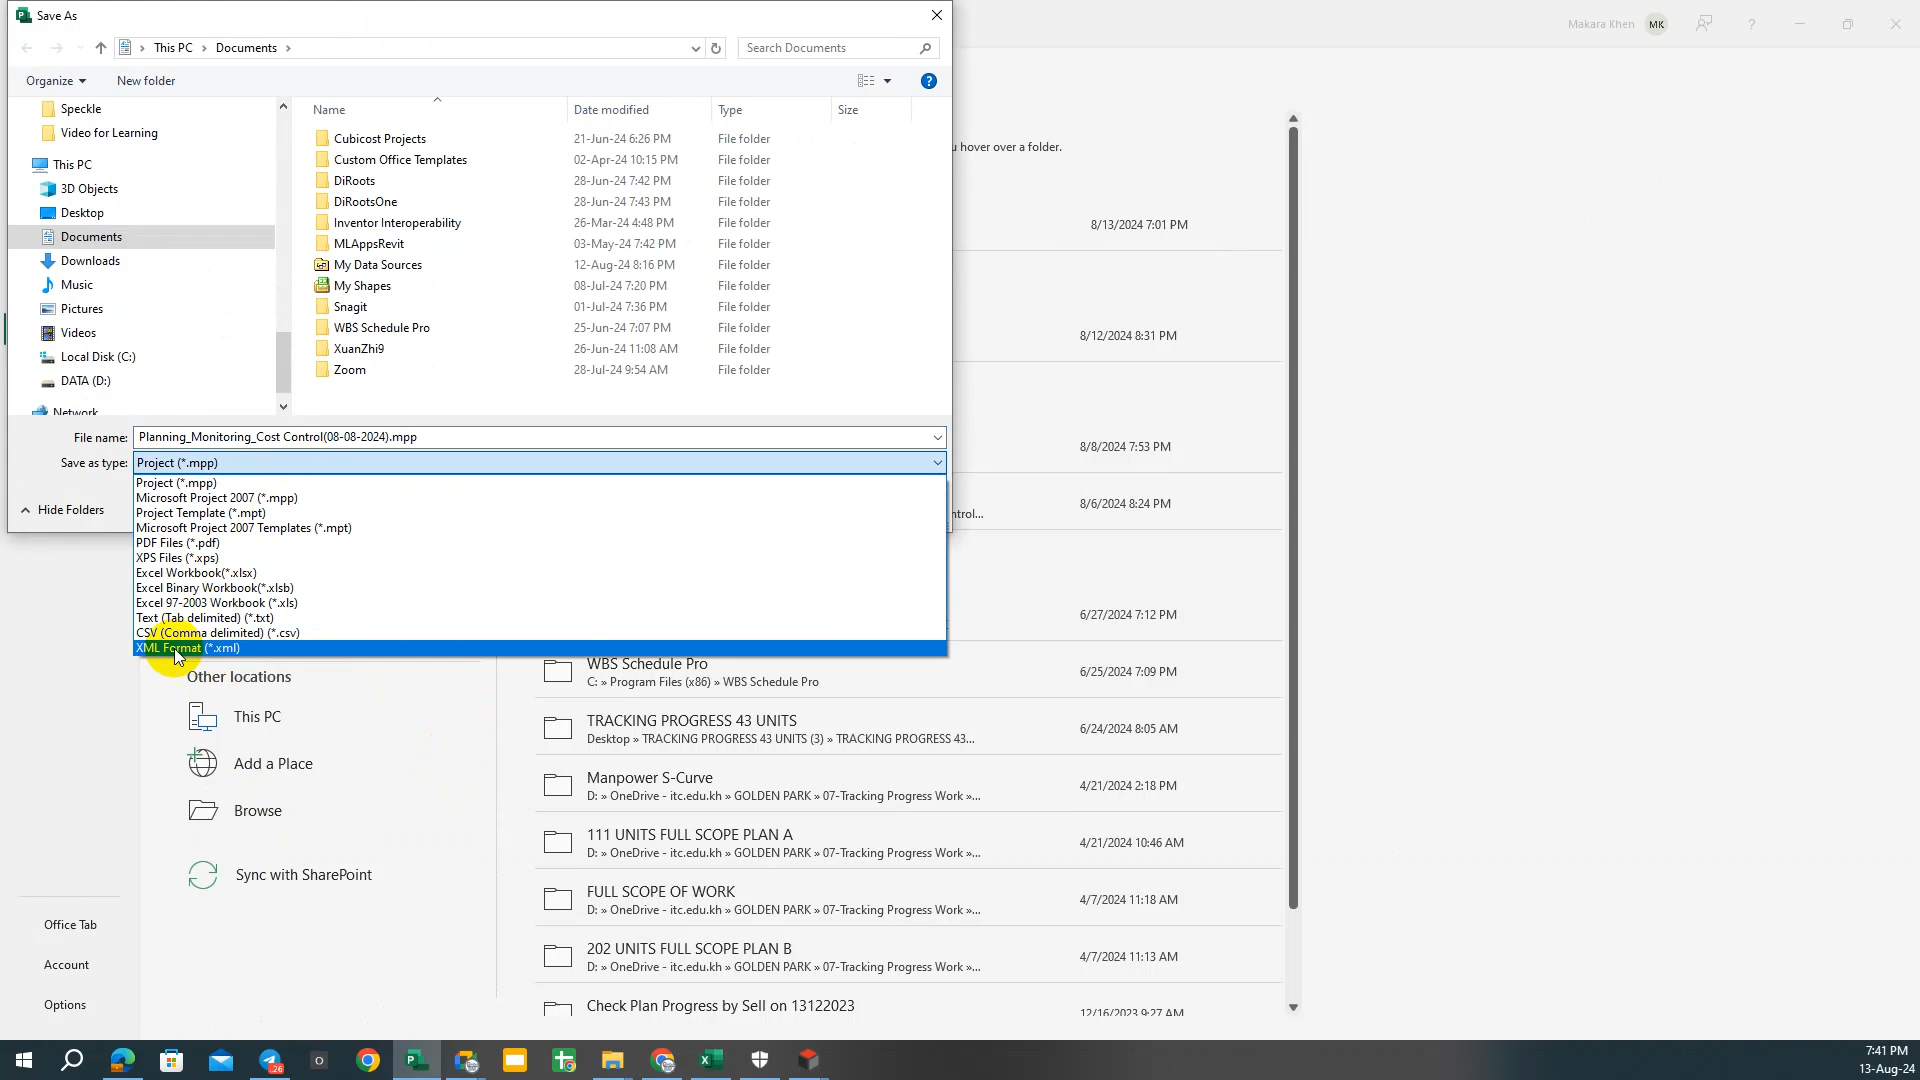 Save As
Makara Khen MK
This PC Documents
Search Documents
Organize New folder
Speckle
Video for Learning
This PC
3D Objects
Desktop
Documents
Downloads
Music
Pictures
Videos
Local Disk (C:)
DATA (D:)
Network
Name Date modified Type Size
Cubicost Projects 21-Jun-24 6:26 PM File folder
Custom Office Templates 02-Apr-24 10:15 PM File folder
DiRoots 28-Jun-24 7:42 PM File folder
DiRootsOne 28-Jun-24 7:43 PM File folder
Inventor Interoperability 26-Mar-24 4:48 PM File folder
MLAppsRevit 03-May-24 7:42 PM File folder
My Data Sources 12-Aug-24 8:16 PM File folder
My Shapes 08-Jul-24 7:20 PM File folder
Snagit 01-Jul-24 7:36 PM File folder
WBS Schedule Pro 25-Jun-24 7:07 PM File folder
XuanZhi9 26-Jun-24 11:08 AM File folder
Zoom 28-Jul-24 9:54 AM File folder
File name: Planning_Monitoring_Cost Control(08-08-2024).mpp
Save as type: Project (*.mpp)
Hide Folders
Project (*.mpp)
Microsoft Project 2007 (*.mpp)
Project Template (*.mpt)
Microsoft Project 2007 Templates (*.mpt)
PDF Files (*.pdf)
XPS Files (*.xps)
Excel Workbook(*.xlsx)
Excel Binary Workbook(*.xlsb)
Excel 97-2003 Workbook (*.xls)
Text (Tab delimited) (*.txt)
CSV (Comma delimited) (*.csv)
XML Format (*.xml)
u hover over a folder.
8/13/2024 7:01 PM
8/12/2024 8:31 PM
8/8/2024 7:53 PM
8/6/2024 8:24 PM
ntrol...
6/27/2024 7:12 PM
WBS Schedule Pro
C: » Program Files (x86) » WBS Schedule Pro
6/25/2024 7:09 PM
TRACKING PROGRESS 43 UNITS
Desktop » TRACKING PROGRESS 43 UNITS (3) » TRACKING PROGRESS 43...
6/24/2024 8:05 AM
Manpower S-Curve
D: » OneDrive - itc.edu.kh » GOLDEN PARK » 07-Tracking Progress Work »...
4/21/2024 2:18 PM
111 UNITS FULL SCOPE PLAN A
D: » OneDrive - itc.edu.kh » GOLDEN PARK » 07-Tracking Progress Work »...
4/21/2024 10:46 AM
FULL SCOPE OF WORK
D: » OneDrive - itc.edu.kh » GOLDEN PARK » 07-Tracking Progress Work »...
4/7/2024 11:18 AM
202 UNITS FULL SCOPE PLAN B
D: » OneDrive - itc.edu.kh » GOLDEN PARK » 07-Tracking Progress Work »...
4/7/2024 11:13 AM
Check Plan Progress by Sell on 13122023
12/16/2023 9:27 AM
Other locations
This PC
Add a Place
Browse
Sync with SharePoint
Office Tab
Account
Options
.26
7:41 PM
13-Aug-24